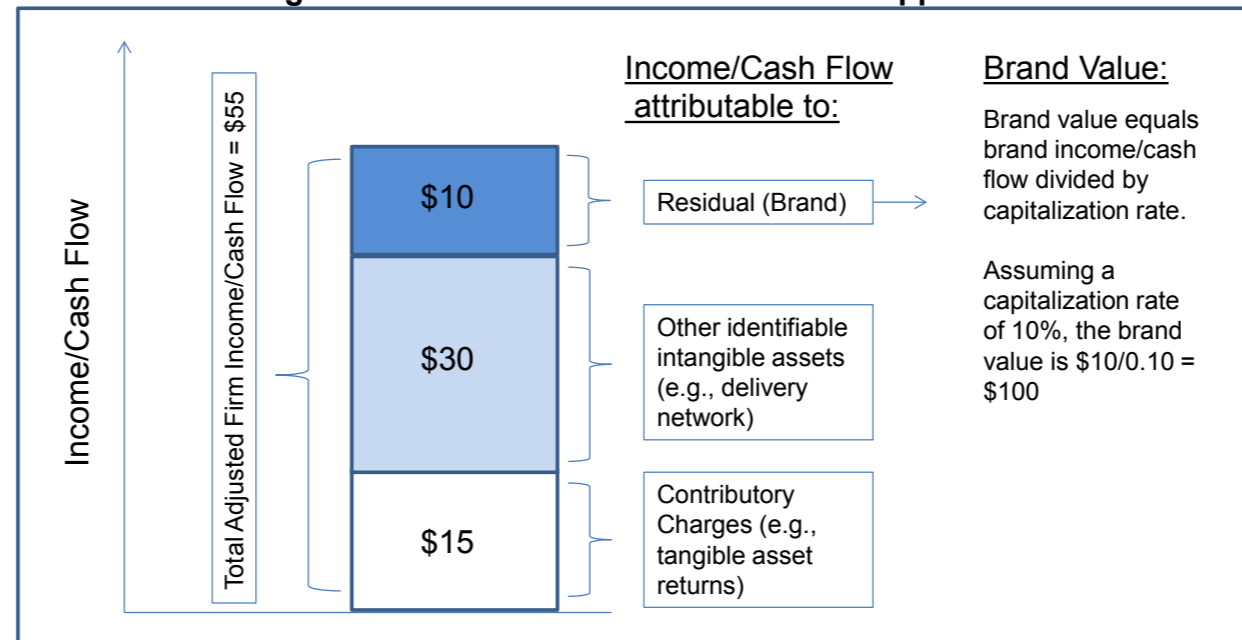 Income/Cash Flow
Total Adjusted Firm Income/Cash Flow = $55
$10
$30
$15
Income/Cash Flow
attributable to:
Residual (Brand)
Other identifiable
intangible assets
(e.g., delivery
network)
Contributory
Charges (e.g.,
tangible asset
returns)
Brand Value:
Brand value equals
brand income/cash
flow divided by
capitalization rate.
Assuming a
capitalization rate
of 10%, the brand
value is $10/0.10 =
$100